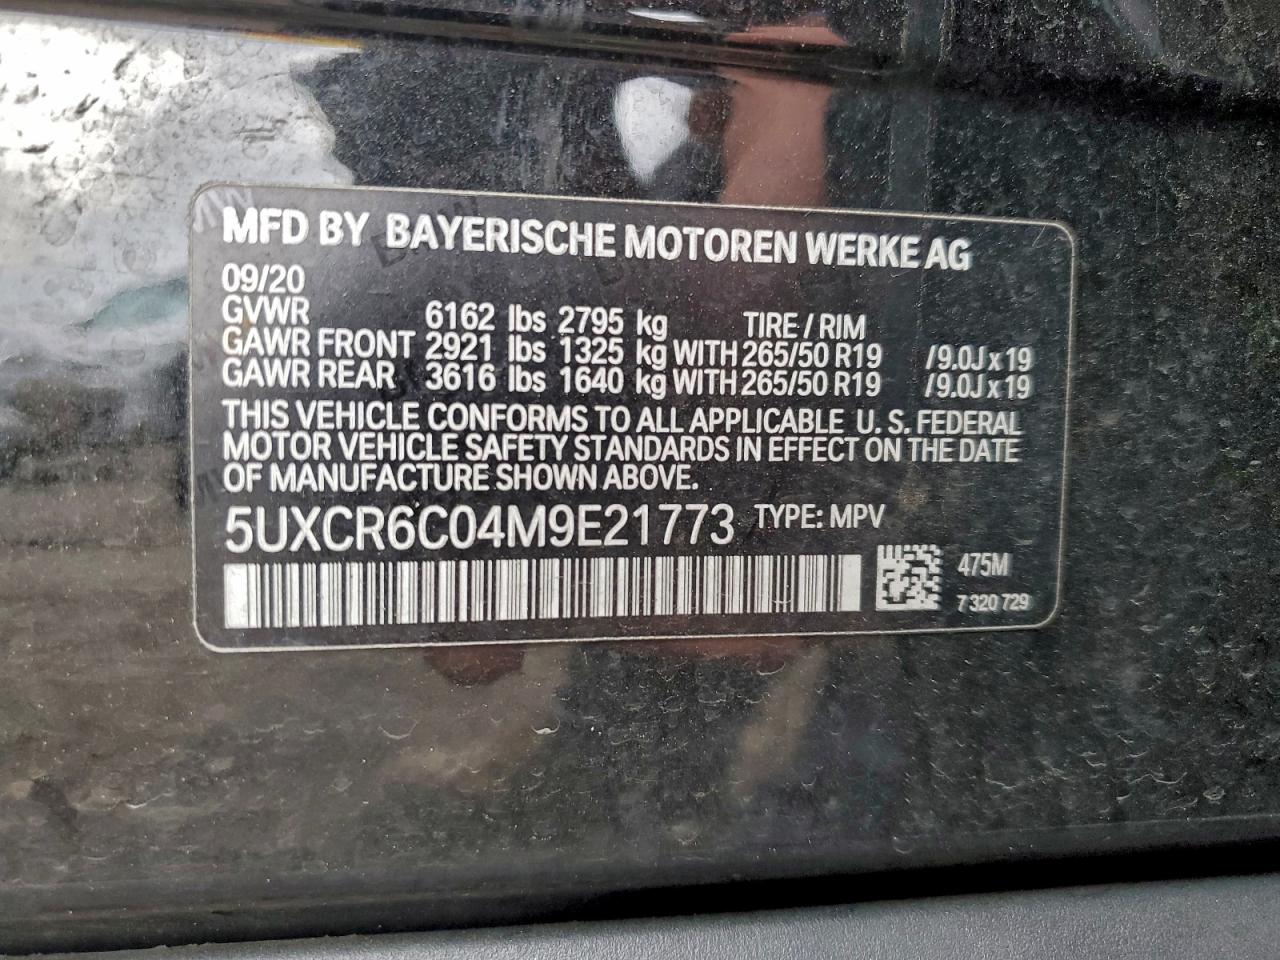 MFD BY BAYERISCHE MOTOREN WERKE AG
09/20
GVWR 6162 lbs 2795 kg TIRE / RIM
GAWR FRONT 2921 lbs 1325 kg WITH 265/50 R19 /9.0J x 19
GAWR REAR 3616 lbs 1640 kg WITH 265/50 R19 /9.0J x 19
THIS VEHICLE CONFORMS TO ALL APPLICABLE U.S. FEDERAL
MOTOR VEHICLE SAFETY STANDARDS IN EFFECT ON THE DATE
OF MANUFACTURE SHOWN ABOVE.
5UXCR6C04M9E21773 TYPE: MPV
475M
7 320 729